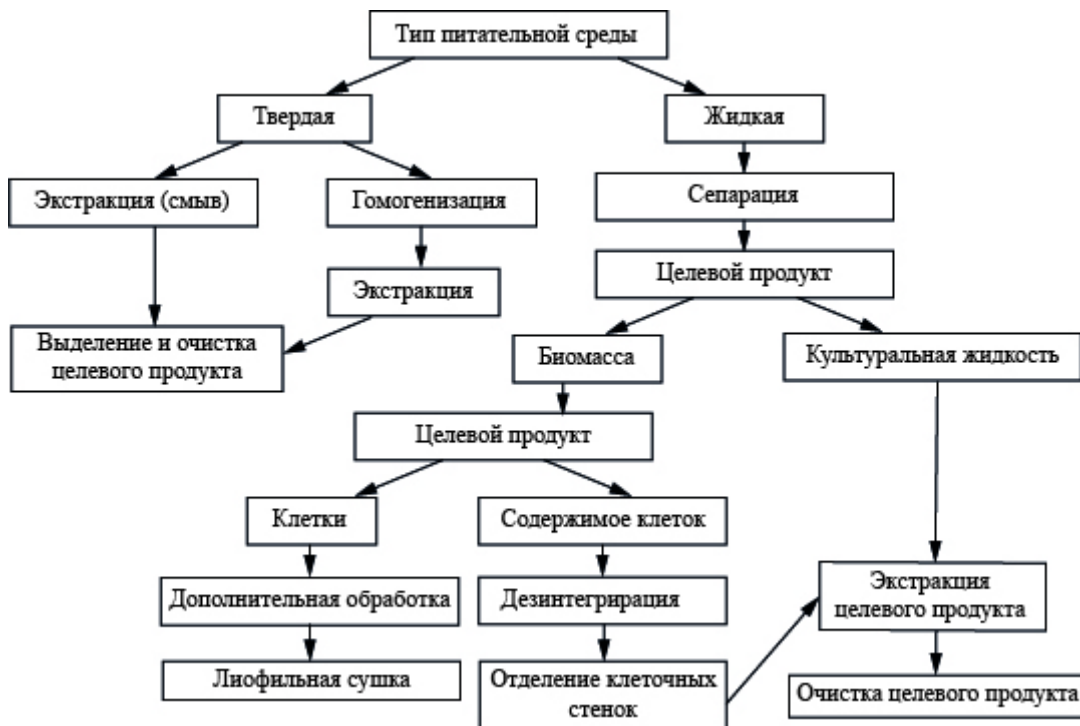 Тип питательной среды
Твердая
Жидкая
Экстракция (смыв)
Гомогенизация
Сепарация
Целевой продукт
Экстракция
Выделение и очистка
целевого продукта
Биомасса
Культуральная жидкость
Целевой продукт
Клетки
Содержимое клеток
Дополнительная обработка
Дезинтегрирация
Экстракция
целевого продукта
Лиофильная сушка
Отделение клеточных
стенок
Очистка целевого продукта